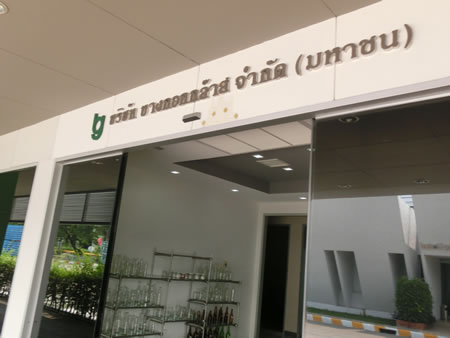 bg บริษัท บางกอกกล๊าส จำกัด (มหาชน)